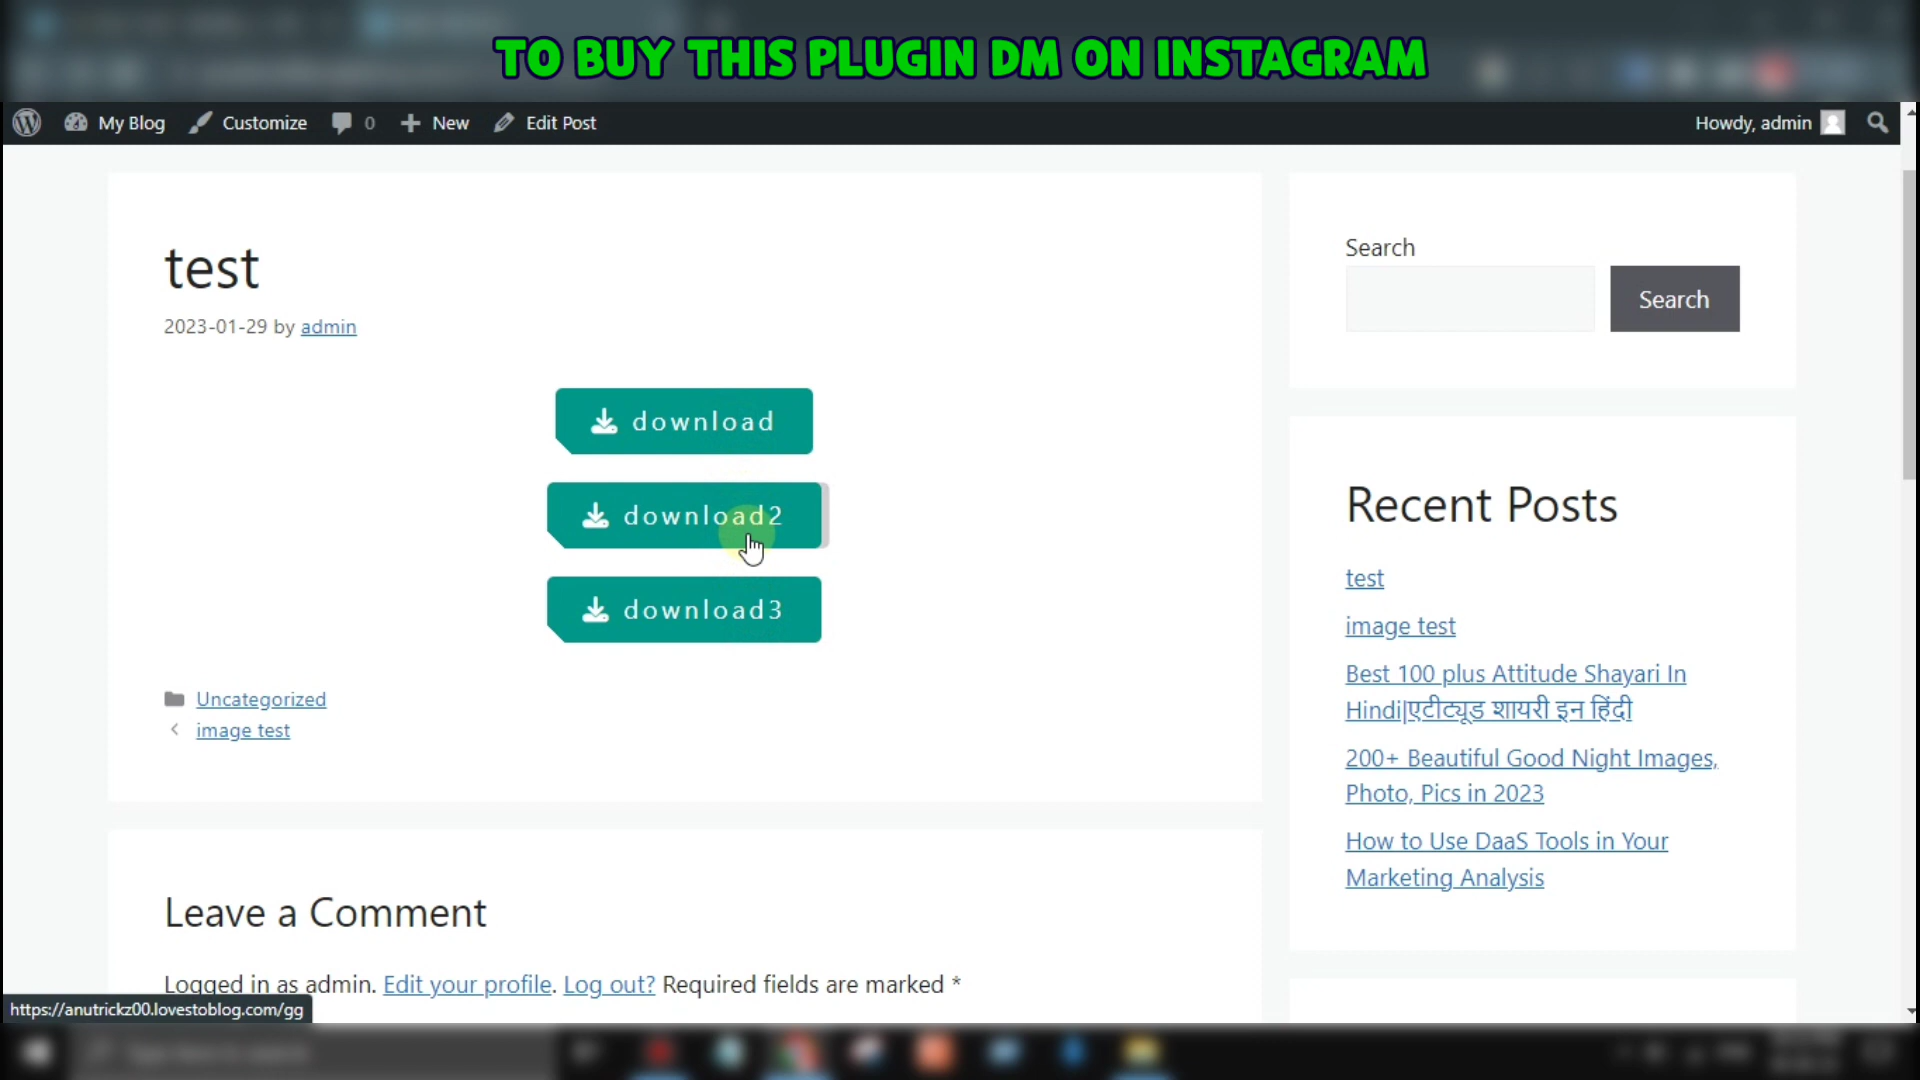 TO BUY THIS PLUGIN DM ON INSTAGRAM
My Blog Customize 0 New Edit Post Howdy, admin
test
2023-01-29 by admin
download
download2
download3
Uncategorized
image test
Leave a Comment
Logged in as admin. Edit your profile. Log out? Required fields are marked *
https://anutrickz00.lovestoblog.com/gg
Search
Search
Recent Posts
test
image test
Best 100 plus Attitude Shayari In
Hindi|एटीट्यूड शायरी इन हिंदी
200+ Beautiful Good Night Images,
Photo, Pics in 2023
How to Use DaaS Tools in Your
Marketing Analysis